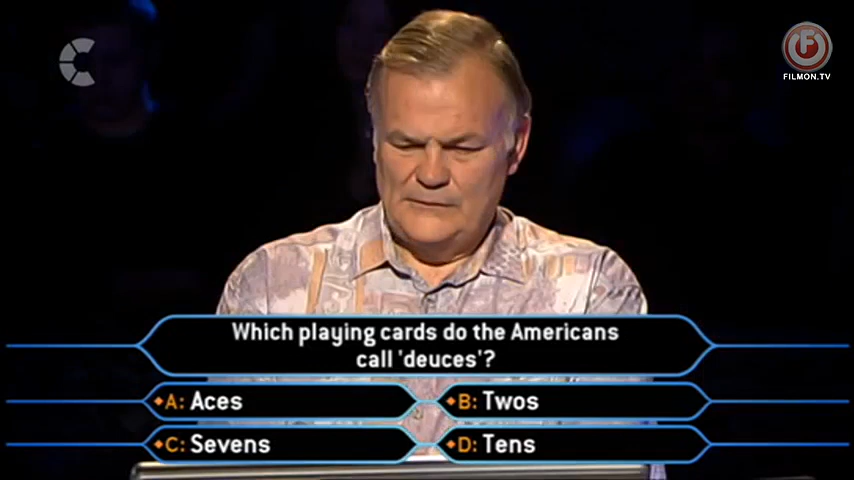 FILMON.TV
Which playing cards do the Americans
call 'deuces'?
A: Aces
B: Twos
C: Sevens
D: Tens